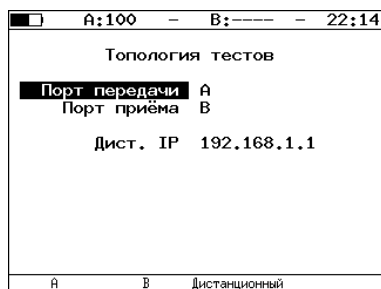 A:100 – B:---- – 22:14
Топология тестов
Порт передачи A
Порт приёма B
Дист. IP 192.168.1.1
A B Дистанционный